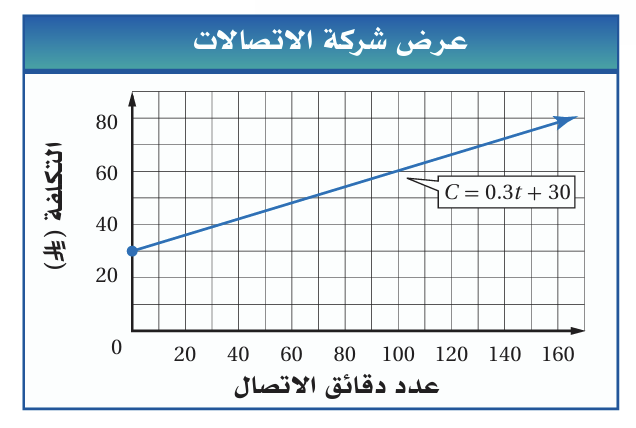 عرض شركة الاتصالات
التكلفة (⃁)
80
60
40
20
0
C = 0.3t + 30
20 40 60 80 100 120 140 160
عدد دقائق الاتصال